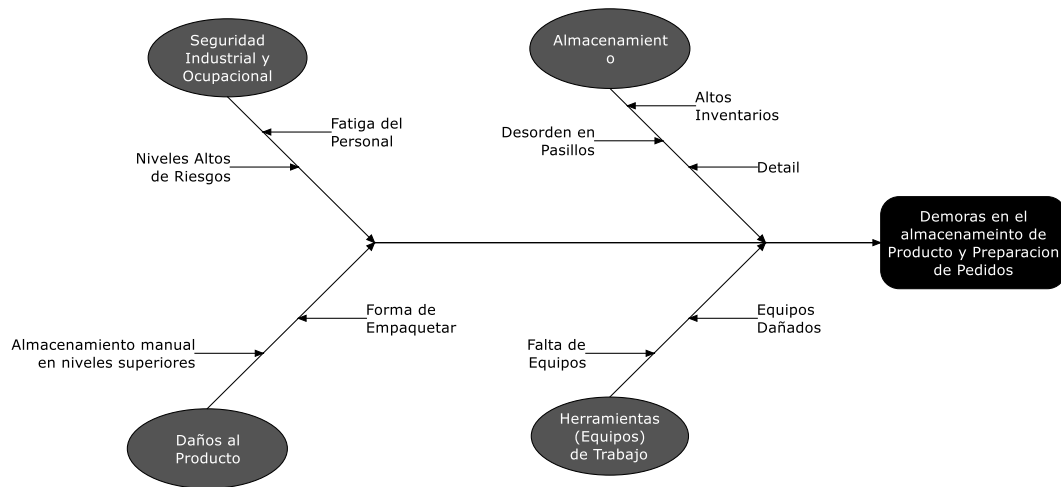 Seguridad
Industrial y
Ocupacional
Almacenamient
o
Altos
Inventarios
Fatiga del
Personal
Desorden en
Pasillos
Niveles Altos
de Riesgos
Detail
Demoras en el
almacenameinto de
Producto y Preparacion
de Pedidos
Forma de
Empaquetar
Equipos
Dañados
Almacenamiento manual
en niveles superiores
Falta de
Equipos
Daños al
Producto
Herramientas
(Equipos)
de Trabajo